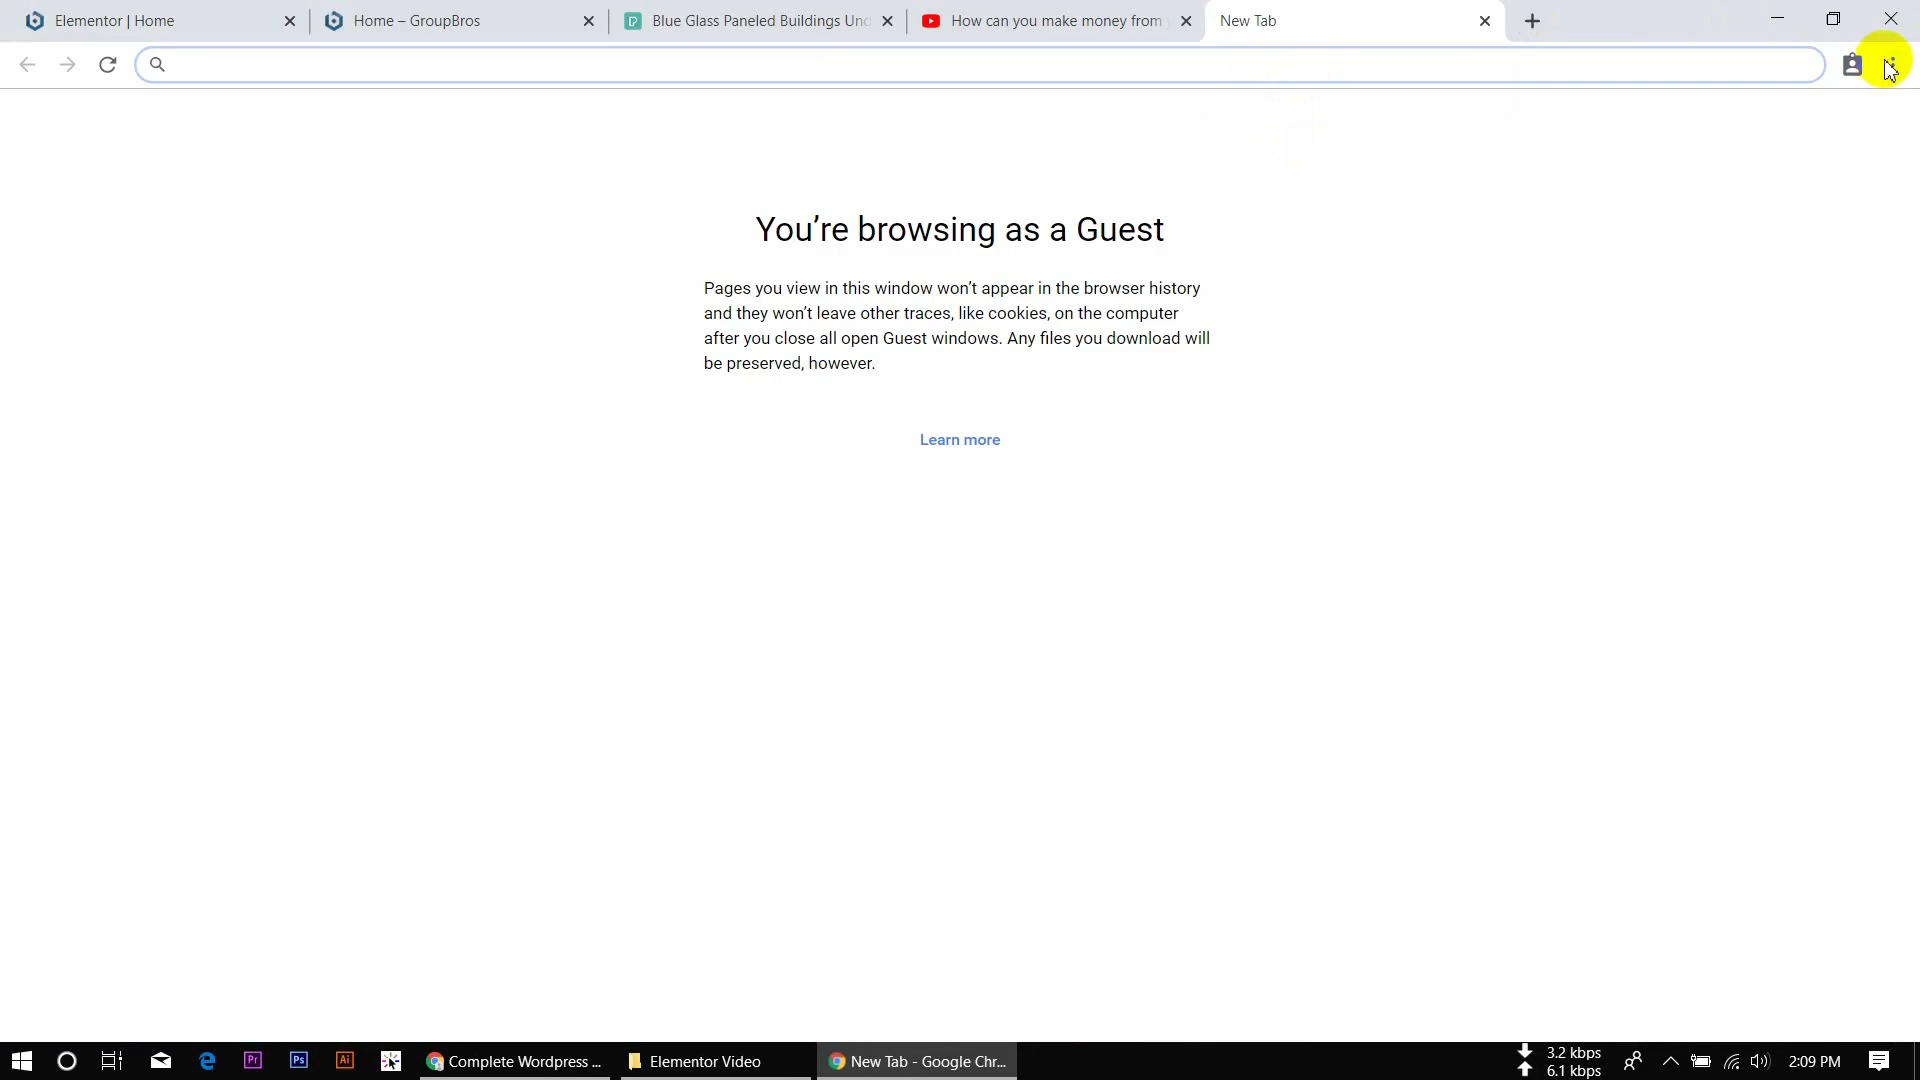 Elementor | Home
Home – GroupBros
Blue Glass Paneled Buildings Und
How can you make money from
New Tab
You're browsing as a Guest
Pages you view in this window won't appear in the browser history
and they won't leave other traces, like cookies, on the computer
after you close all open Guest windows. Any files you download will
be preserved, however.
Learn more
Pr
Ps
Ai
Complete Wordpress ...
Elementor Video
New Tab - Google Chr...
3.2 kbps
6.1 kbps
2:09 PM